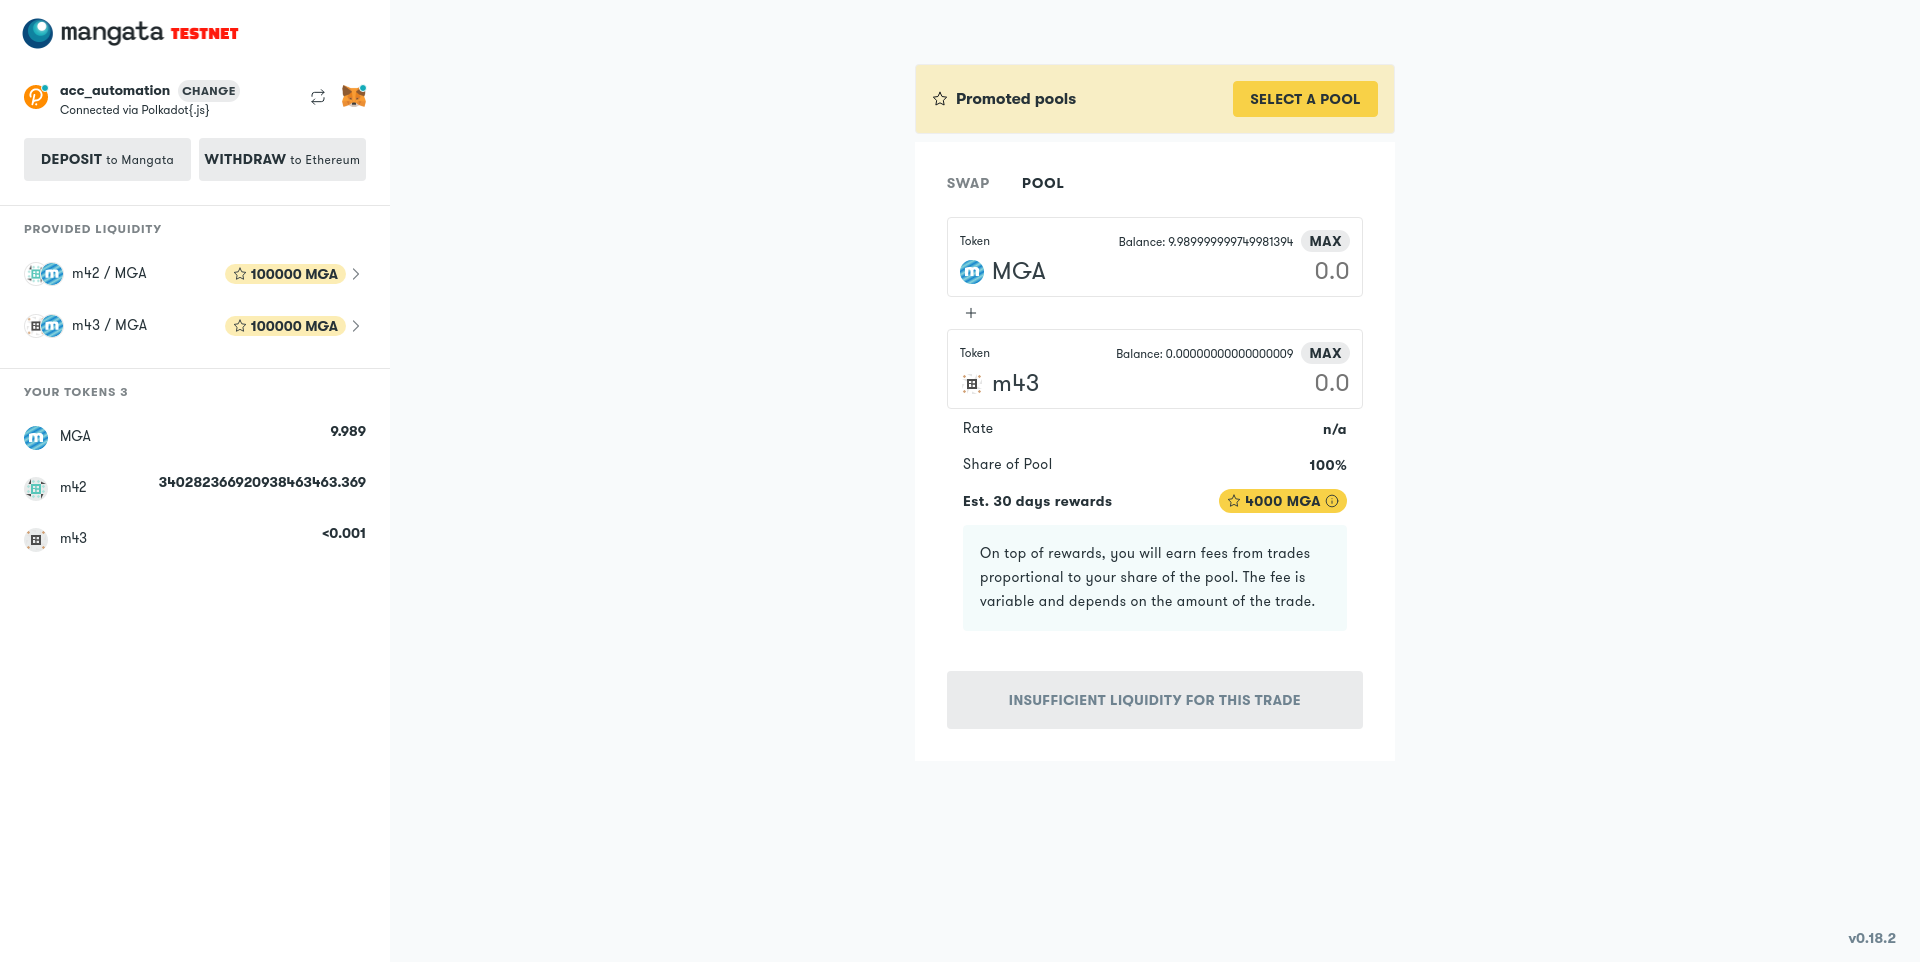 mangata TESTNET
acc_automation CHANGE
Connected via Polkadot{.js}
DEPOSIT to Mangata
WITHDRAW to Ethereum
PROVIDED LIQUIDITY
m42 / MGA
100000 MGA
m43 / MGA
100000 MGA
YOUR TOKENS 3
MGA
9.989
m42
340282366920938463463.369
m43
<0.001
Promoted pools
SELECT A POOL
SWAP
POOL
Token
Balance: 9.989999999749981394
MAX
MGA
0.0
Token
Balance: 0.00000000000000009
MAX
m43
0.0
Rate
n/a
Share of Pool
100%
Est. 30 days rewards
4000 MGA
On top of rewards, you will earn fees from trades
proportional to your share of the pool. The fee is
variable and depends on the amount of the trade.
INSUFFICIENT LIQUIDITY FOR THIS TRADE
v0.18.2